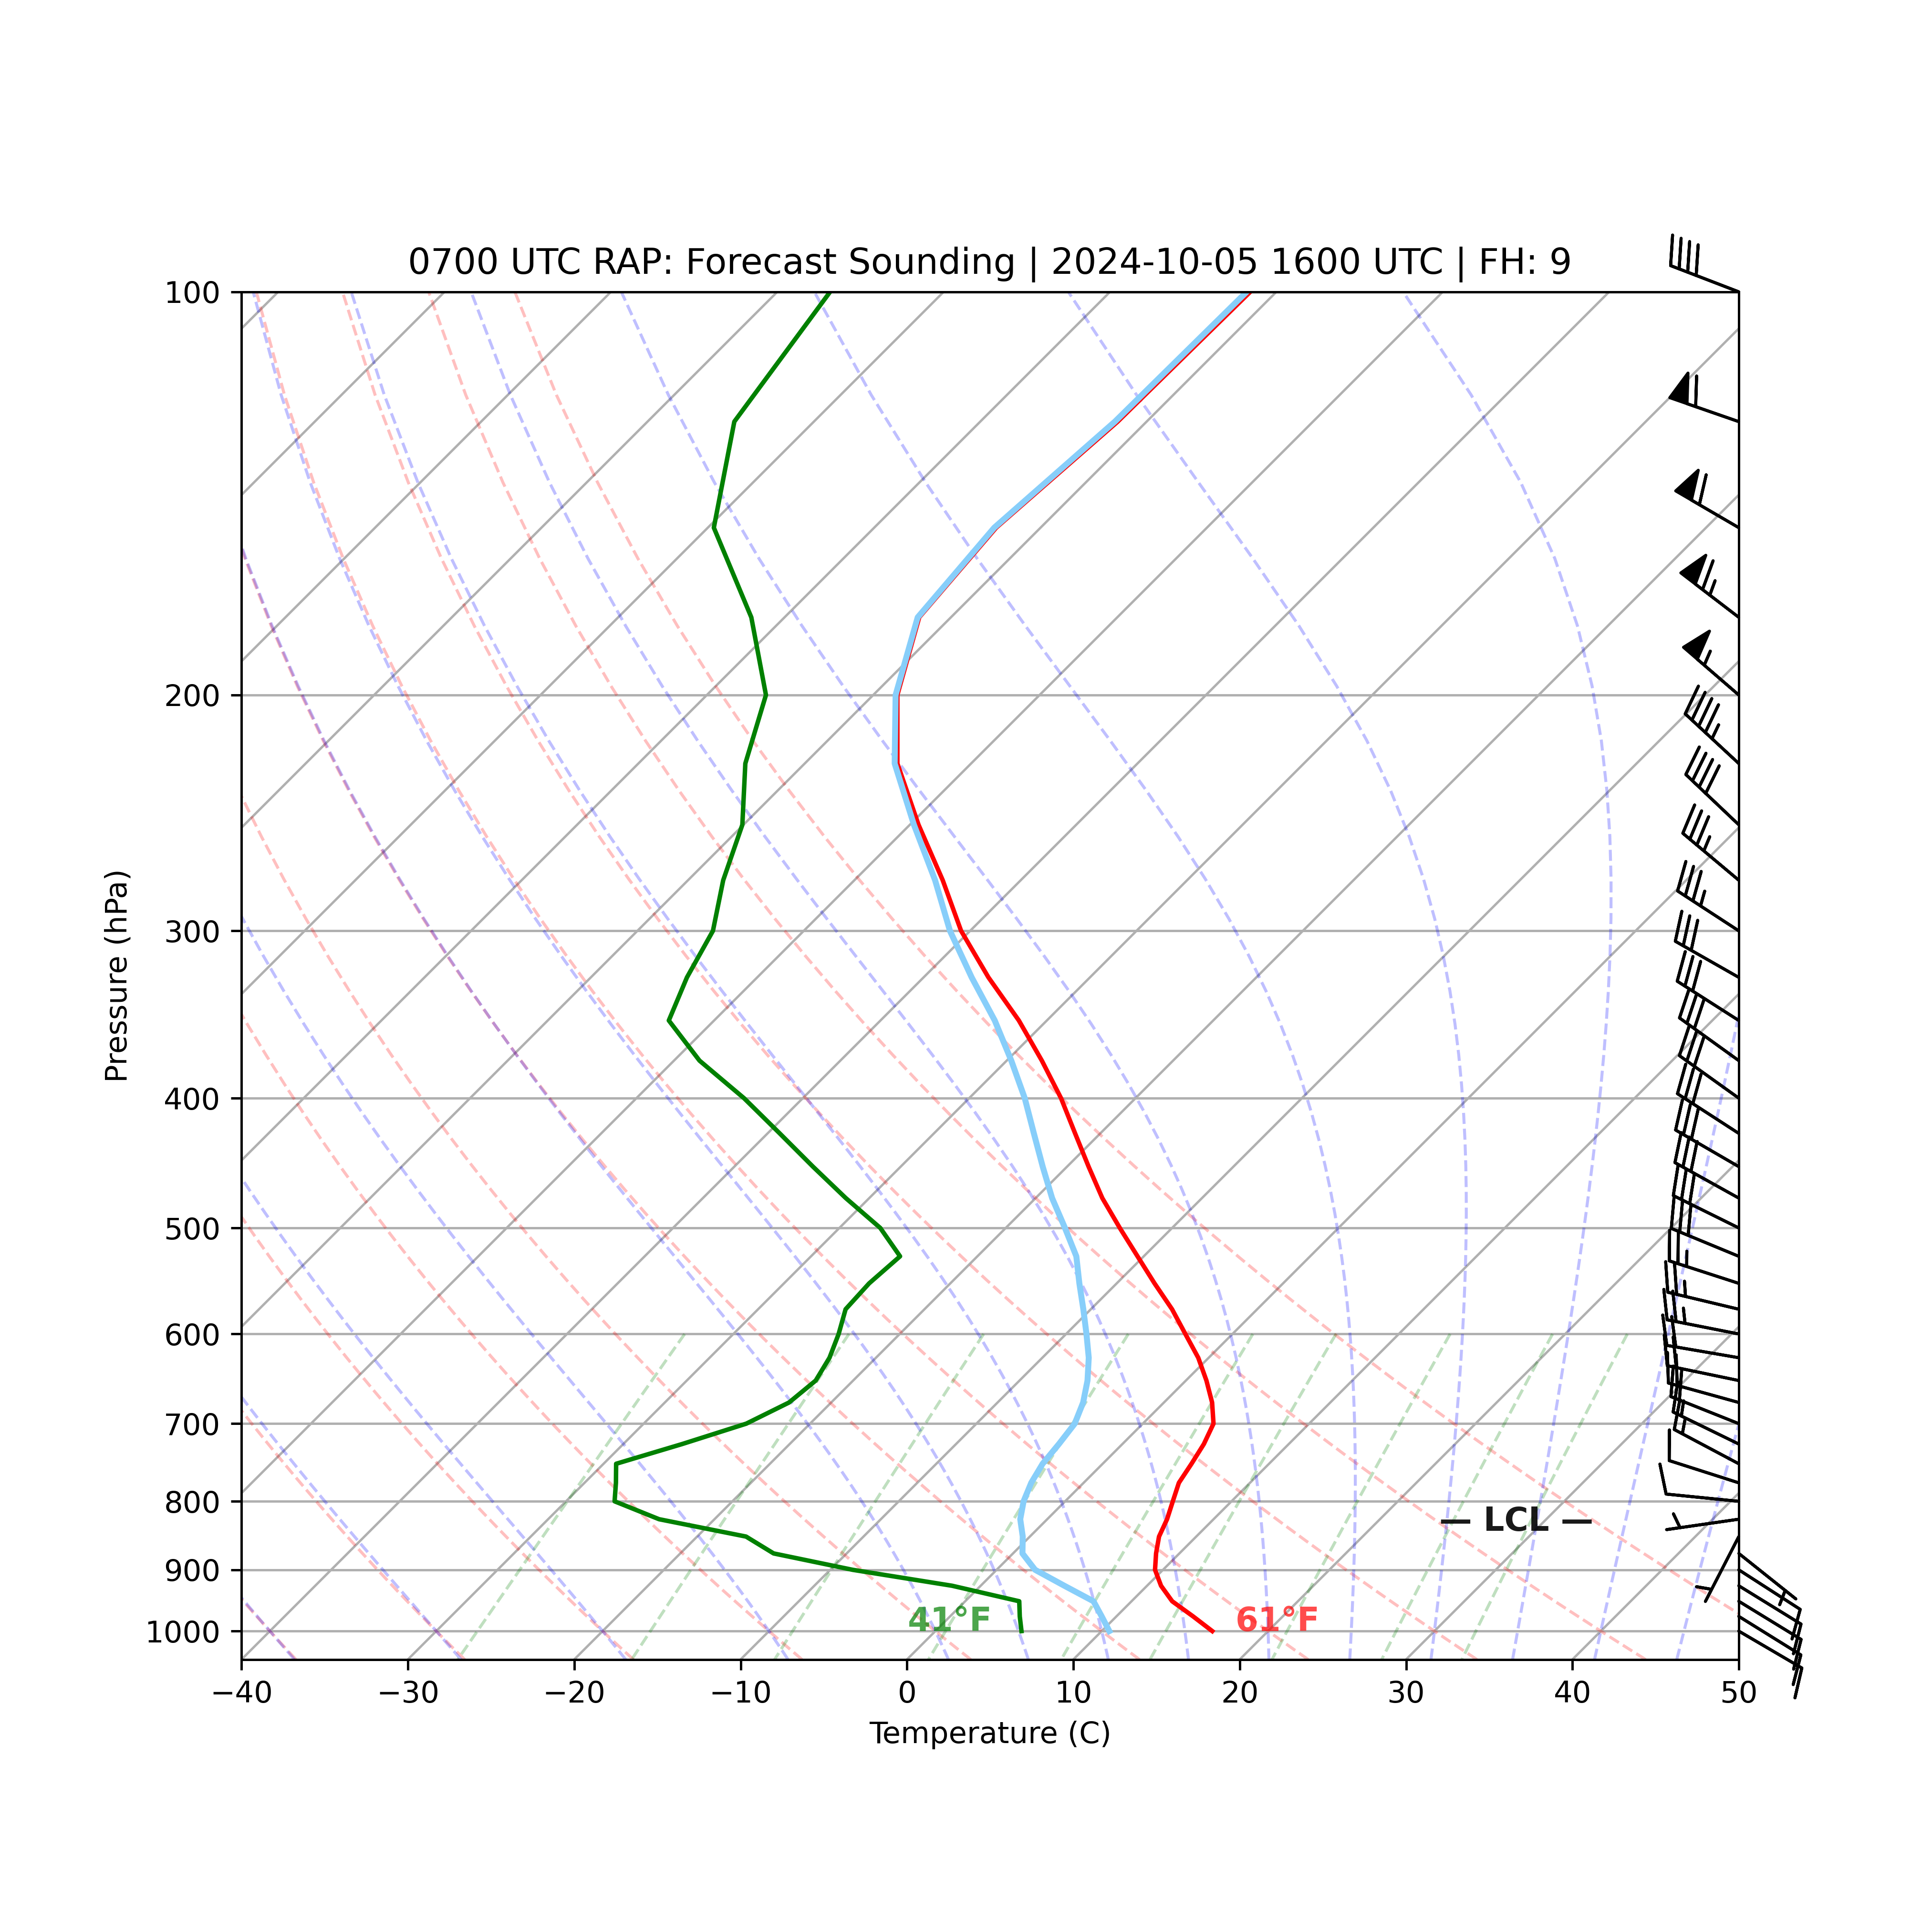 0700 UTC RAP: Forecast Sounding | 2024-10-05 1600 UTC | FH: 9
100
200
300
400
500
600
700
800
900
1000
Pressure (hPa)
— LCL —
41°F
61°F
−40 −30 −20 −10 0 10 20 30 40 50
Temperature (C)